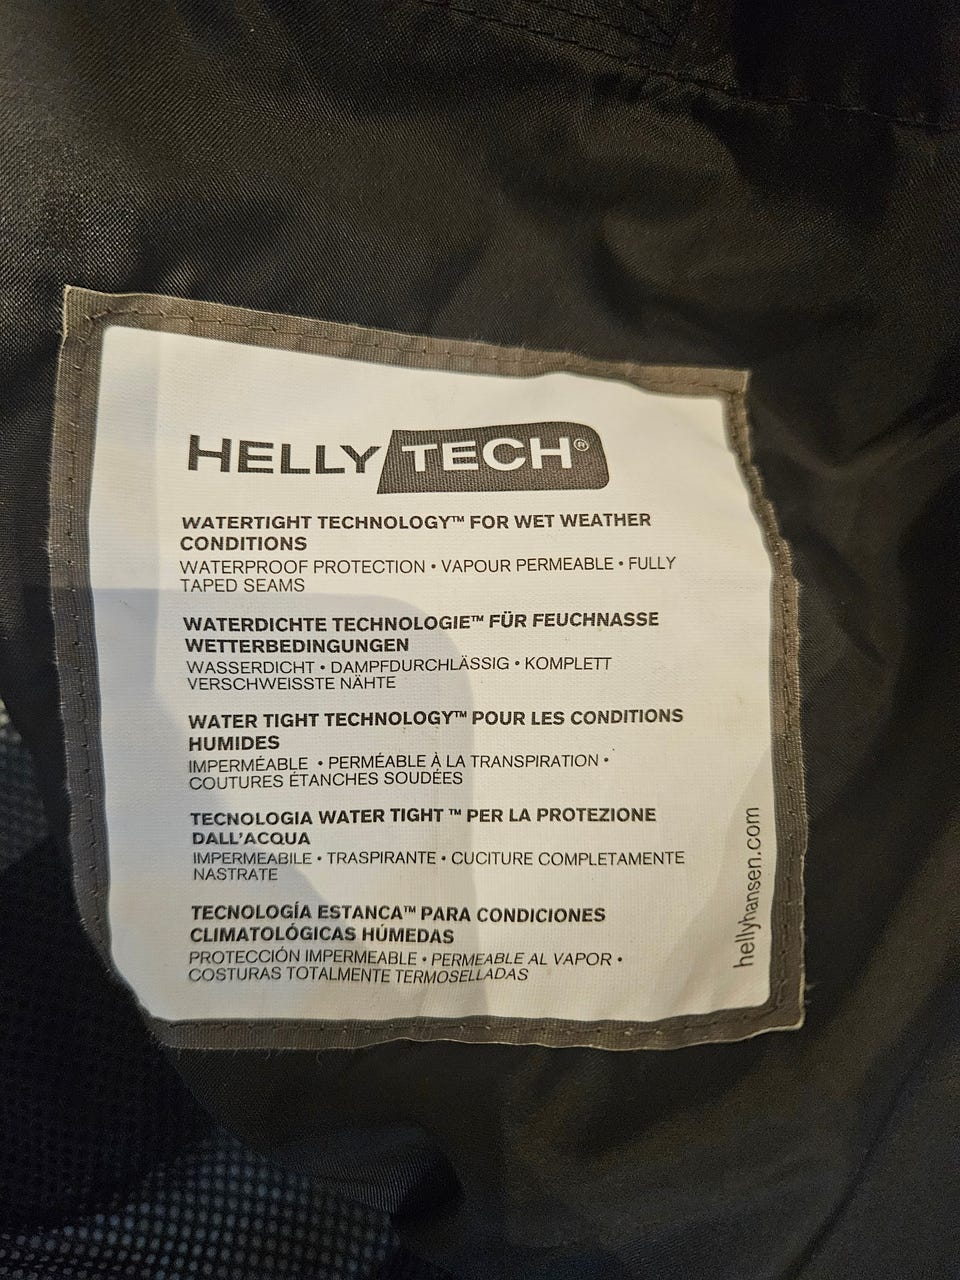 HELLY TECH®
WATERTIGHT TECHNOLOGY™ FOR WET WEATHER
CONDITIONS
WATERPROOF PROTECTION • VAPOUR PERMEABLE • FULLY
TAPED SEAMS
WATERDICHTE TECHNOLOGIE™ FÜR FEUCHNASSE
WETTERBEDINGUNGEN
WASSERDICHT • DAMPFDURCHLÄSSIG • KOMPLETT
VERSCHWEISSTE NÄHTE
WATER TIGHT TECHNOLOGY™ POUR LES CONDITIONS
HUMIDES
IMPERMÉABLE • PERMÉABLE À LA TRANSPIRATION •
COUTURES ÉTANCHES SOUDÉES
TECNOLOGIA WATER TIGHT ™ PER LA PROTEZIONE
DALL'ACQUA
IMPERMEABILE • TRASPIRANTE • CUCITURE COMPLETAMENTE
NASTRATE
TECNOLOGÍA ESTANCA™ PARA CONDICIONES
CLIMATOLÓGICAS HÚMEDAS
PROTECCIÓN IMPERMEABLE • PERMEABLE AL VAPOR •
COSTURAS TOTALMENTE TERMOSELLADAS
hellyhansen.com